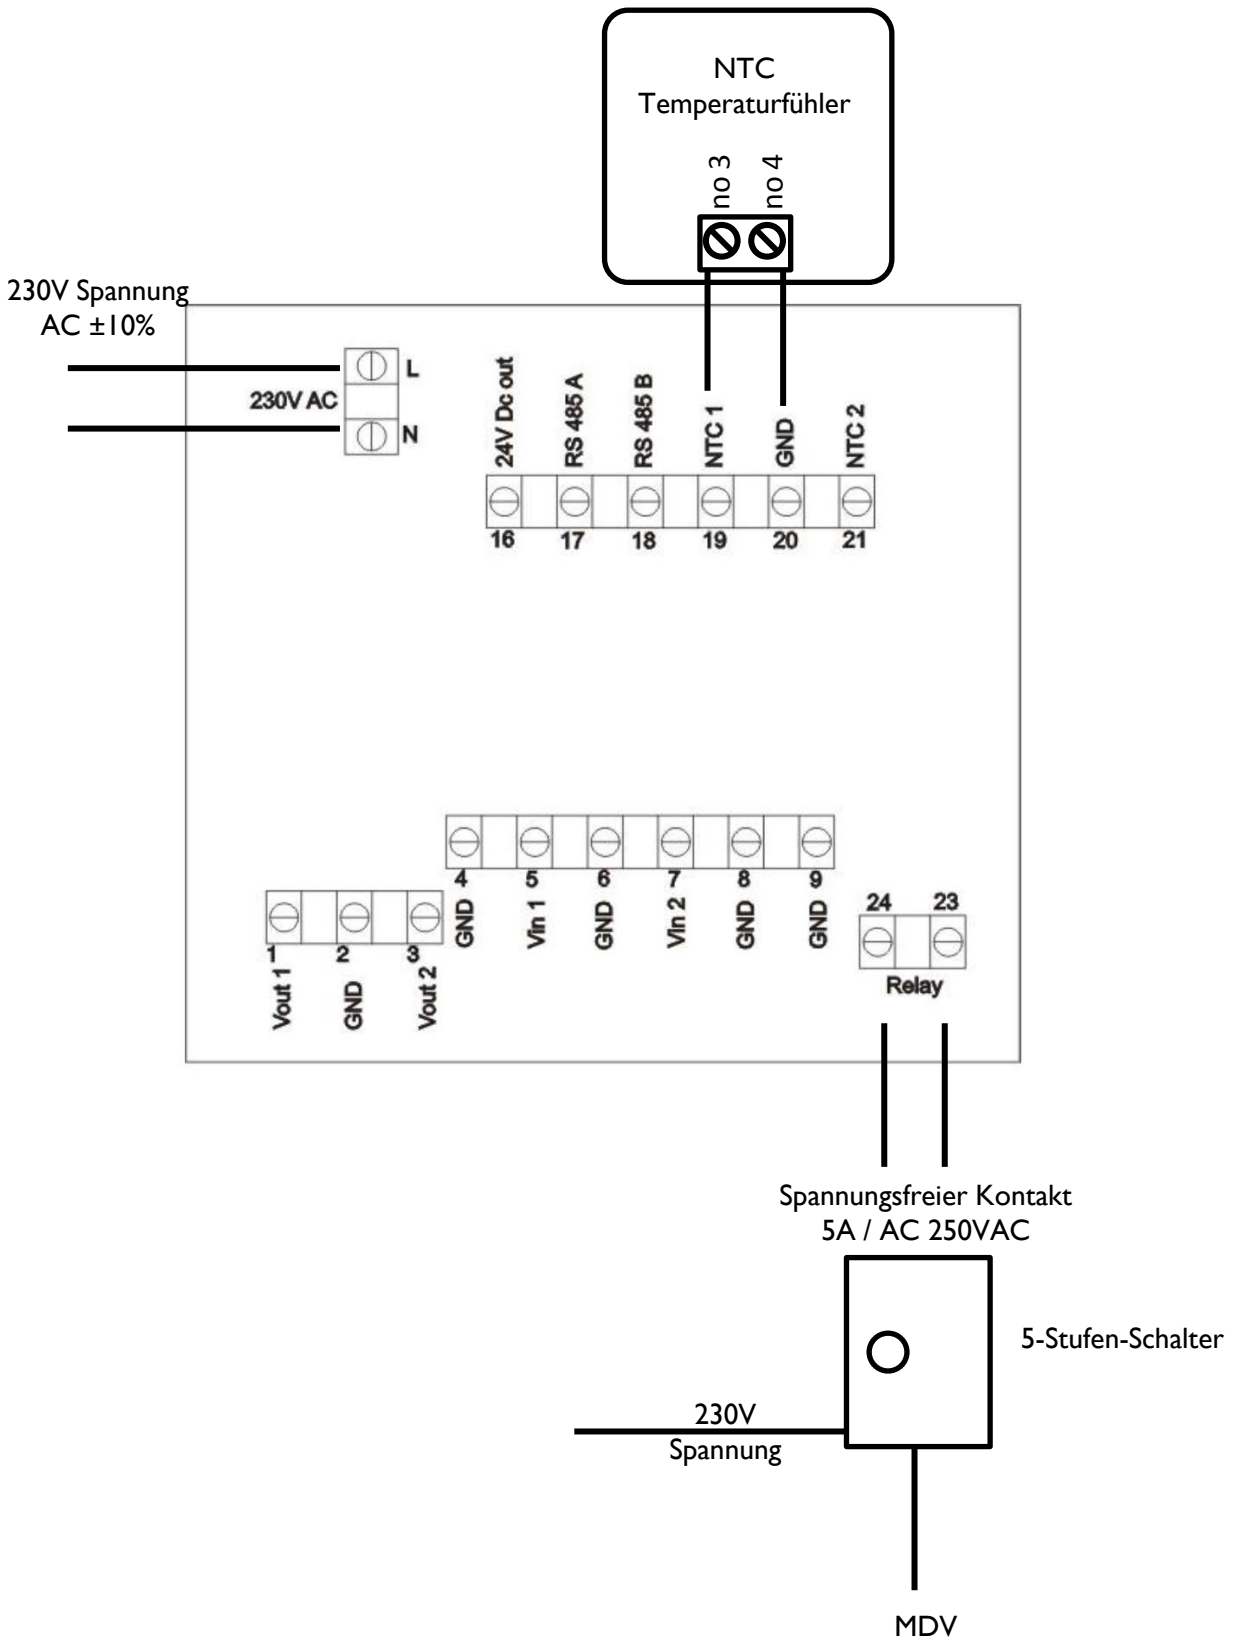 NTC
Temperaturfühler
no 3
no 4
230V Spannung
AC ±10%
L
230V AC
N
24V Dc out
RS 485 A
RS 485 B
NTC 1
GND
NTC 2
16 17 18 19 20 21
4 5 6 7 8 9
GND
Vin 1
GND
Vin 2
GND
GND
24 23
Relay
1 2 3
Vout 1
GND
Vout 2
Spannungsfreier Kontakt
5A / AC 250VAC
5-Stufen-Schalter
230V
Spannung
MDV